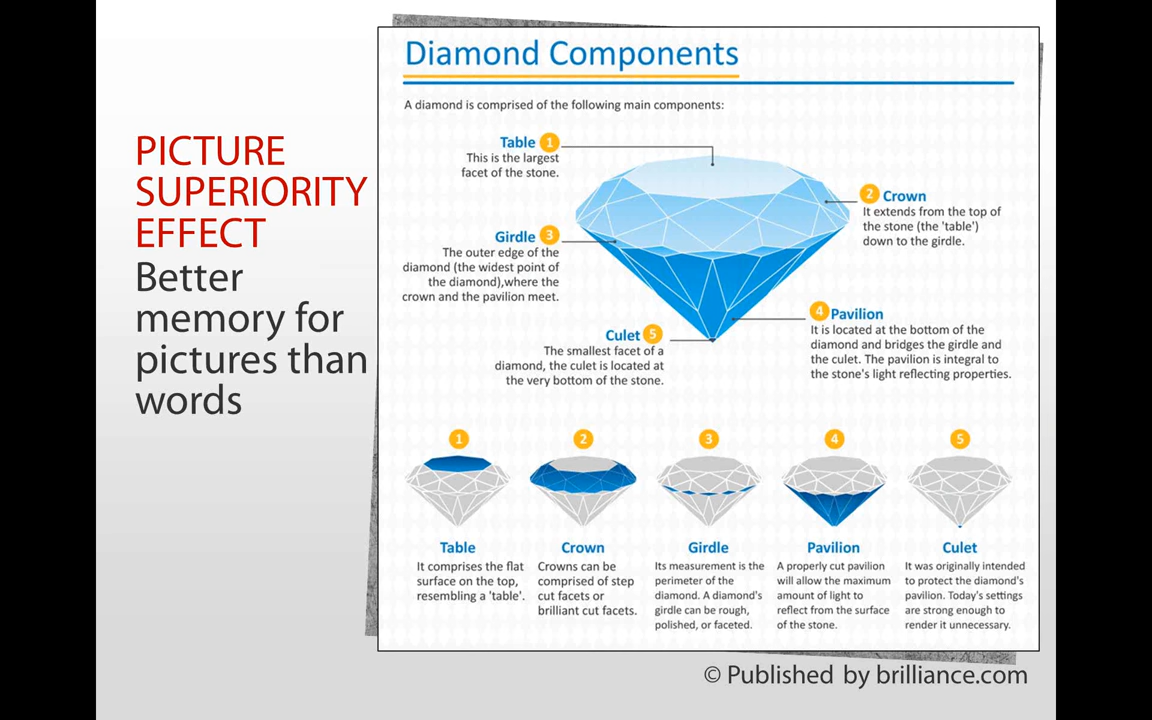 PICTURE
SUPERIORITY
EFFECT
Better
memory for
pictures than
words
Diamond Components
A diamond is comprised of the following main components:
Table 1
This is the largest
facet of the stone.
2 Crown
It extends from the top of
the stone (the 'table')
down to the girdle.
Girdle 3
The outer edge of the
diamond (the widest point of
the diamond),where the
crown and the pavilion meet.
4 Pavilion
It is located at the bottom of the
diamond and bridges the girdle and
the culet. The pavilion is integral to
the stone's light reflecting properties.
Culet 5
The smallest facet of a
diamond, the culet is located at
the very bottom of the stone.
1
Table
It comprises the flat
surface on the top,
resembling a 'table'.
2
Crown
Crowns can be
comprised of step
cut facets or
brilliant cut facets.
3
Girdle
Its measurement is the
perimeter of the
diamond. A diamond's
girdle can be rough,
polished, or faceted.
4
Pavilion
A properly cut pavilion
will allow the maximum
amount of light to
reflect from the surface
of the stone.
5
Culet
It was originally intended
to protect the diamond's
pavilion. Today's settings
are strong enough to
render it unnecessary.
© Published by brilliance.com